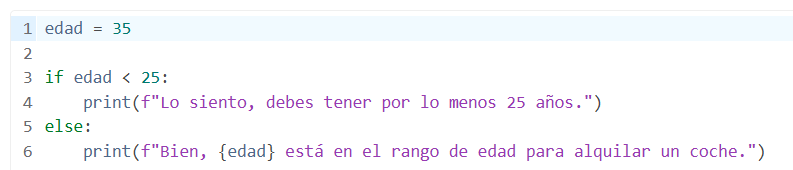 1 edad = 35
2
3 if edad < 25:
4     print(f"Lo siento, debes tener por lo menos 25 años.")
5 else:
6     print(f"Bien, {edad} está en el rango de edad para alquilar un coche.")